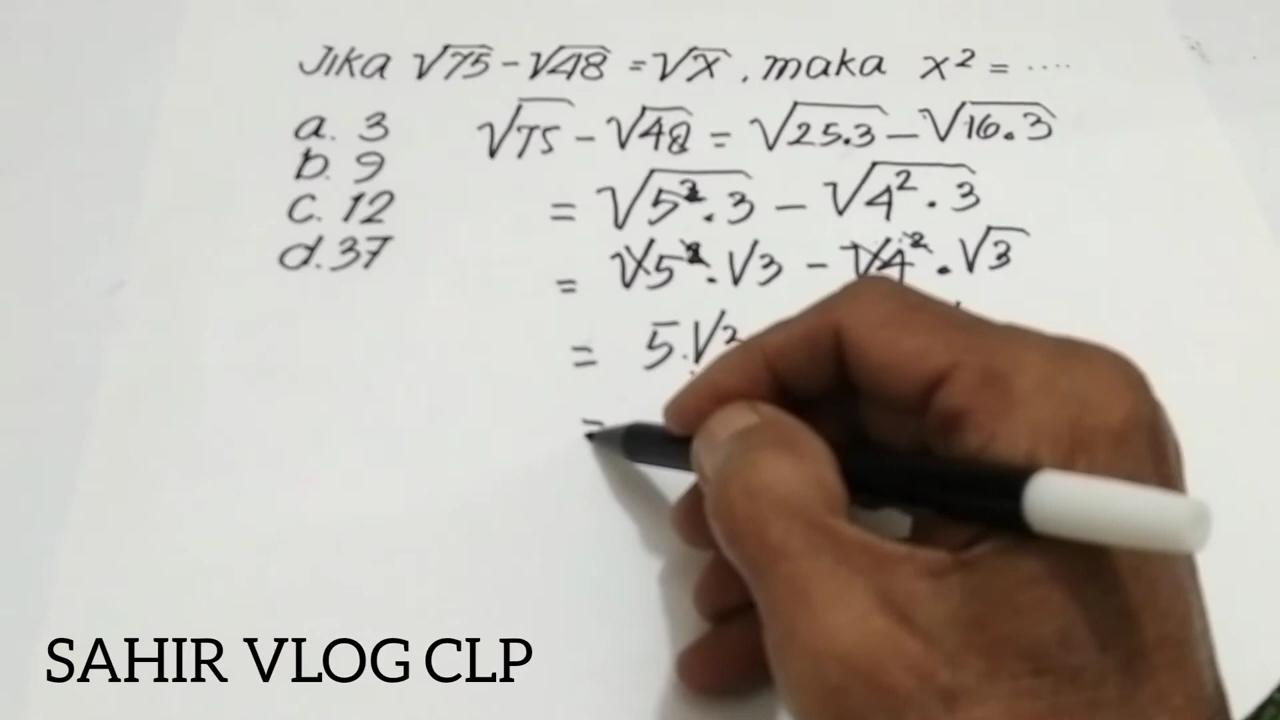 Jika √75 - √48 = √x , maka x² = ....
a. 3
b. 9
c. 12
d. 37
√75 - √48 = √25.3 - √16.3
= √5².3 - √4².3
= √5².√3 - √4².√3
= 5.√3
=
SAHIR VLOG CLP